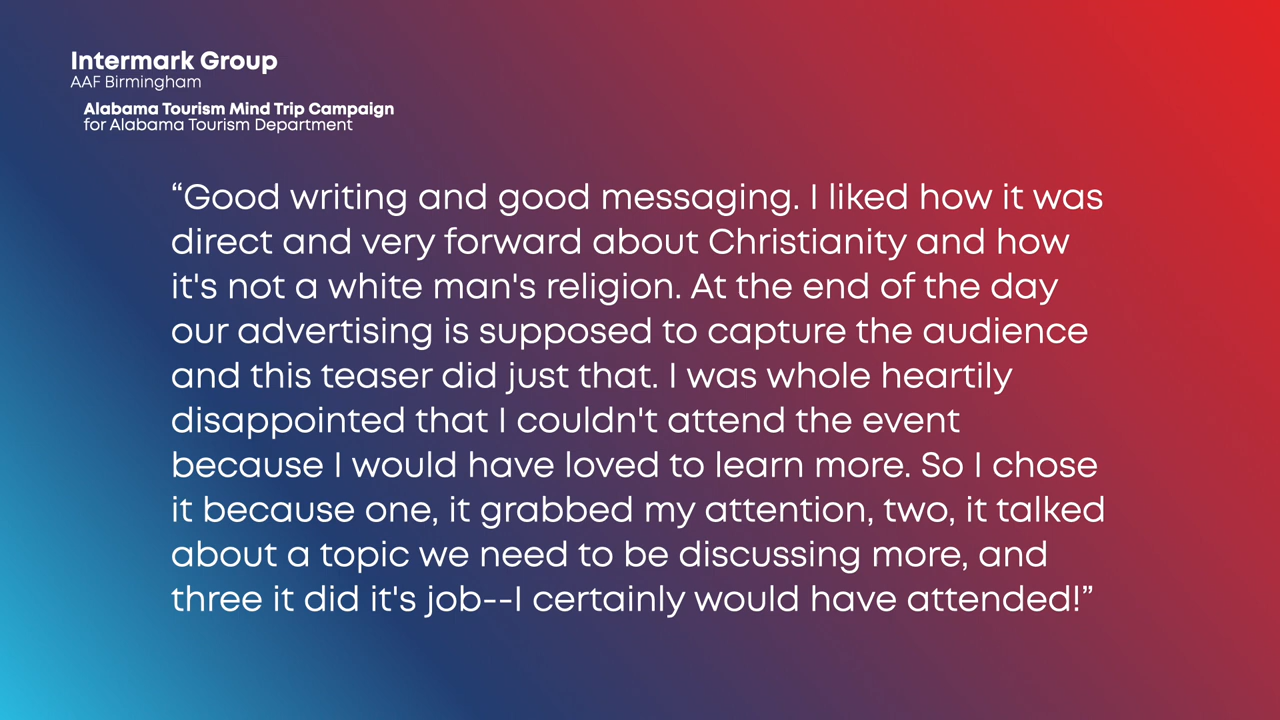 Intermark Group
AAF Birmingham
Alabama Tourism Mind Trip Campaign
for Alabama Tourism Department
“Good writing and good messaging. I liked how it was
direct and very forward about Christianity and how
it's not a white man's religion. At the end of the day
our advertising is supposed to capture the audience
and this teaser did just that. I was whole heartily
disappointed that I couldn't attend the event
because I would have loved to learn more. So I chose
it because one, it grabbed my attention, two, it talked
about a topic we need to be discussing more, and
three it did it's job--I certainly would have attended!”